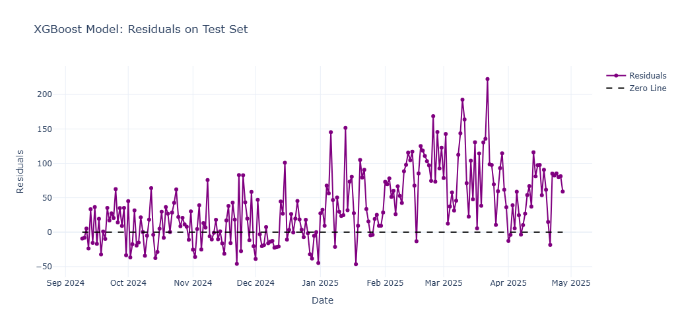 XGBoost Model: Residuals on Test Set
Residuals
Zero Line
200
150
100
50
0
−50
Residuals
Sep 2024
Oct 2024
Nov 2024
Dec 2024
Jan 2025
Feb 2025
Mar 2025
Apr 2025
May 2025
Date